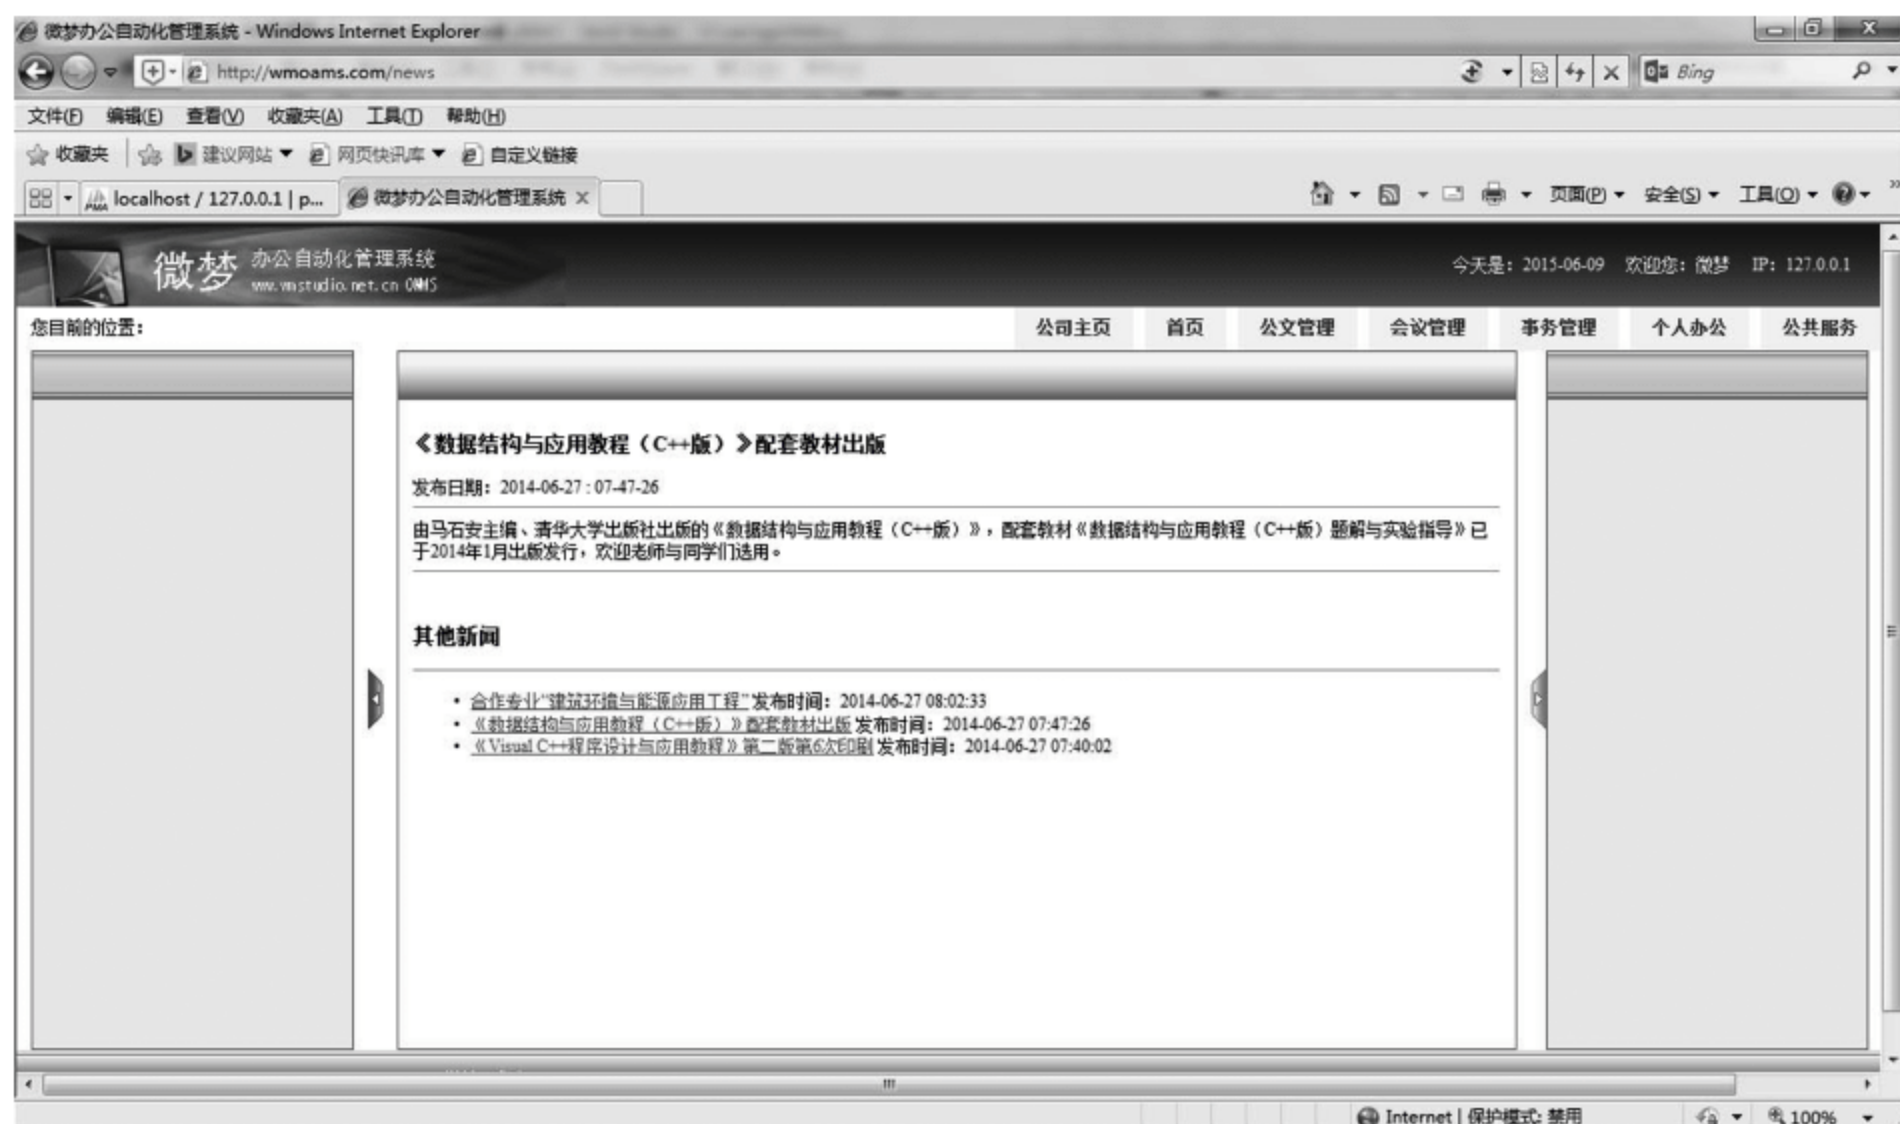 微梦办公自动化管理系统 - Windows Internet Explorer
http://wmoams.com/news
Bing
文件(F) 编辑(E) 查看(V) 收藏夹(A) 工具(T) 帮助(H)
收藏夹 建议网站 网页快讯库 自定义链接
localhost / 127.0.0.1 | p... 微梦办公自动化管理系统
页面(P) 安全(S) 工具(O)
微梦 办公自动化管理系统
www.vmstudio.net.cn OAMS
今天是：2015-06-09 欢迎您：微梦 IP：127.0.0.1
您目前的位置：
公司主页 首页 公文管理 会议管理 事务管理 个人办公 公共服务
《数据结构与应用教程（C++版）》配套教材出版
发布日期：2014-06-27 : 07-47-26
由马石安主编、清华大学出版社出版的《数据结构与应用教程（C++版）》，配套教材《数据结构与应用教程（C++版）题解与实验指导》已
于2014年1月出版发行，欢迎老师与同学们选用。
其他新闻
• 合作专业“建筑环境与能源应用工程” 发布时间：2014-06-27 08:02:33
• 《数据结构与应用教程（C++版）》配套教材出版 发布时间：2014-06-27 07:47:26
• 《Visual C++程序设计与应用教程》第二版第6次印刷 发布时间：2014-06-27 07:40:02
Internet | 保护模式: 禁用
100%